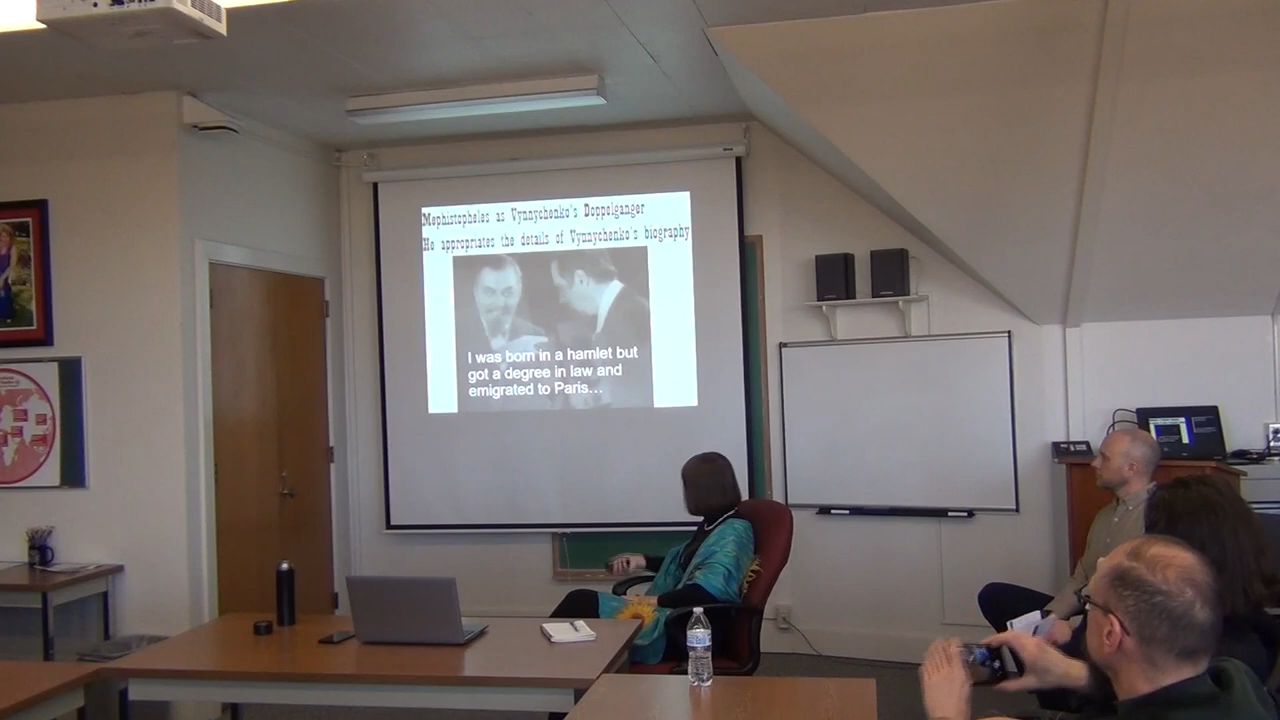 Mephistopheles as Vynnychenko's Doppelganger
He appropriates the details of Vynnychenko's biography
I was born in a hamlet but
got a degree in law and
emigrated to Paris…